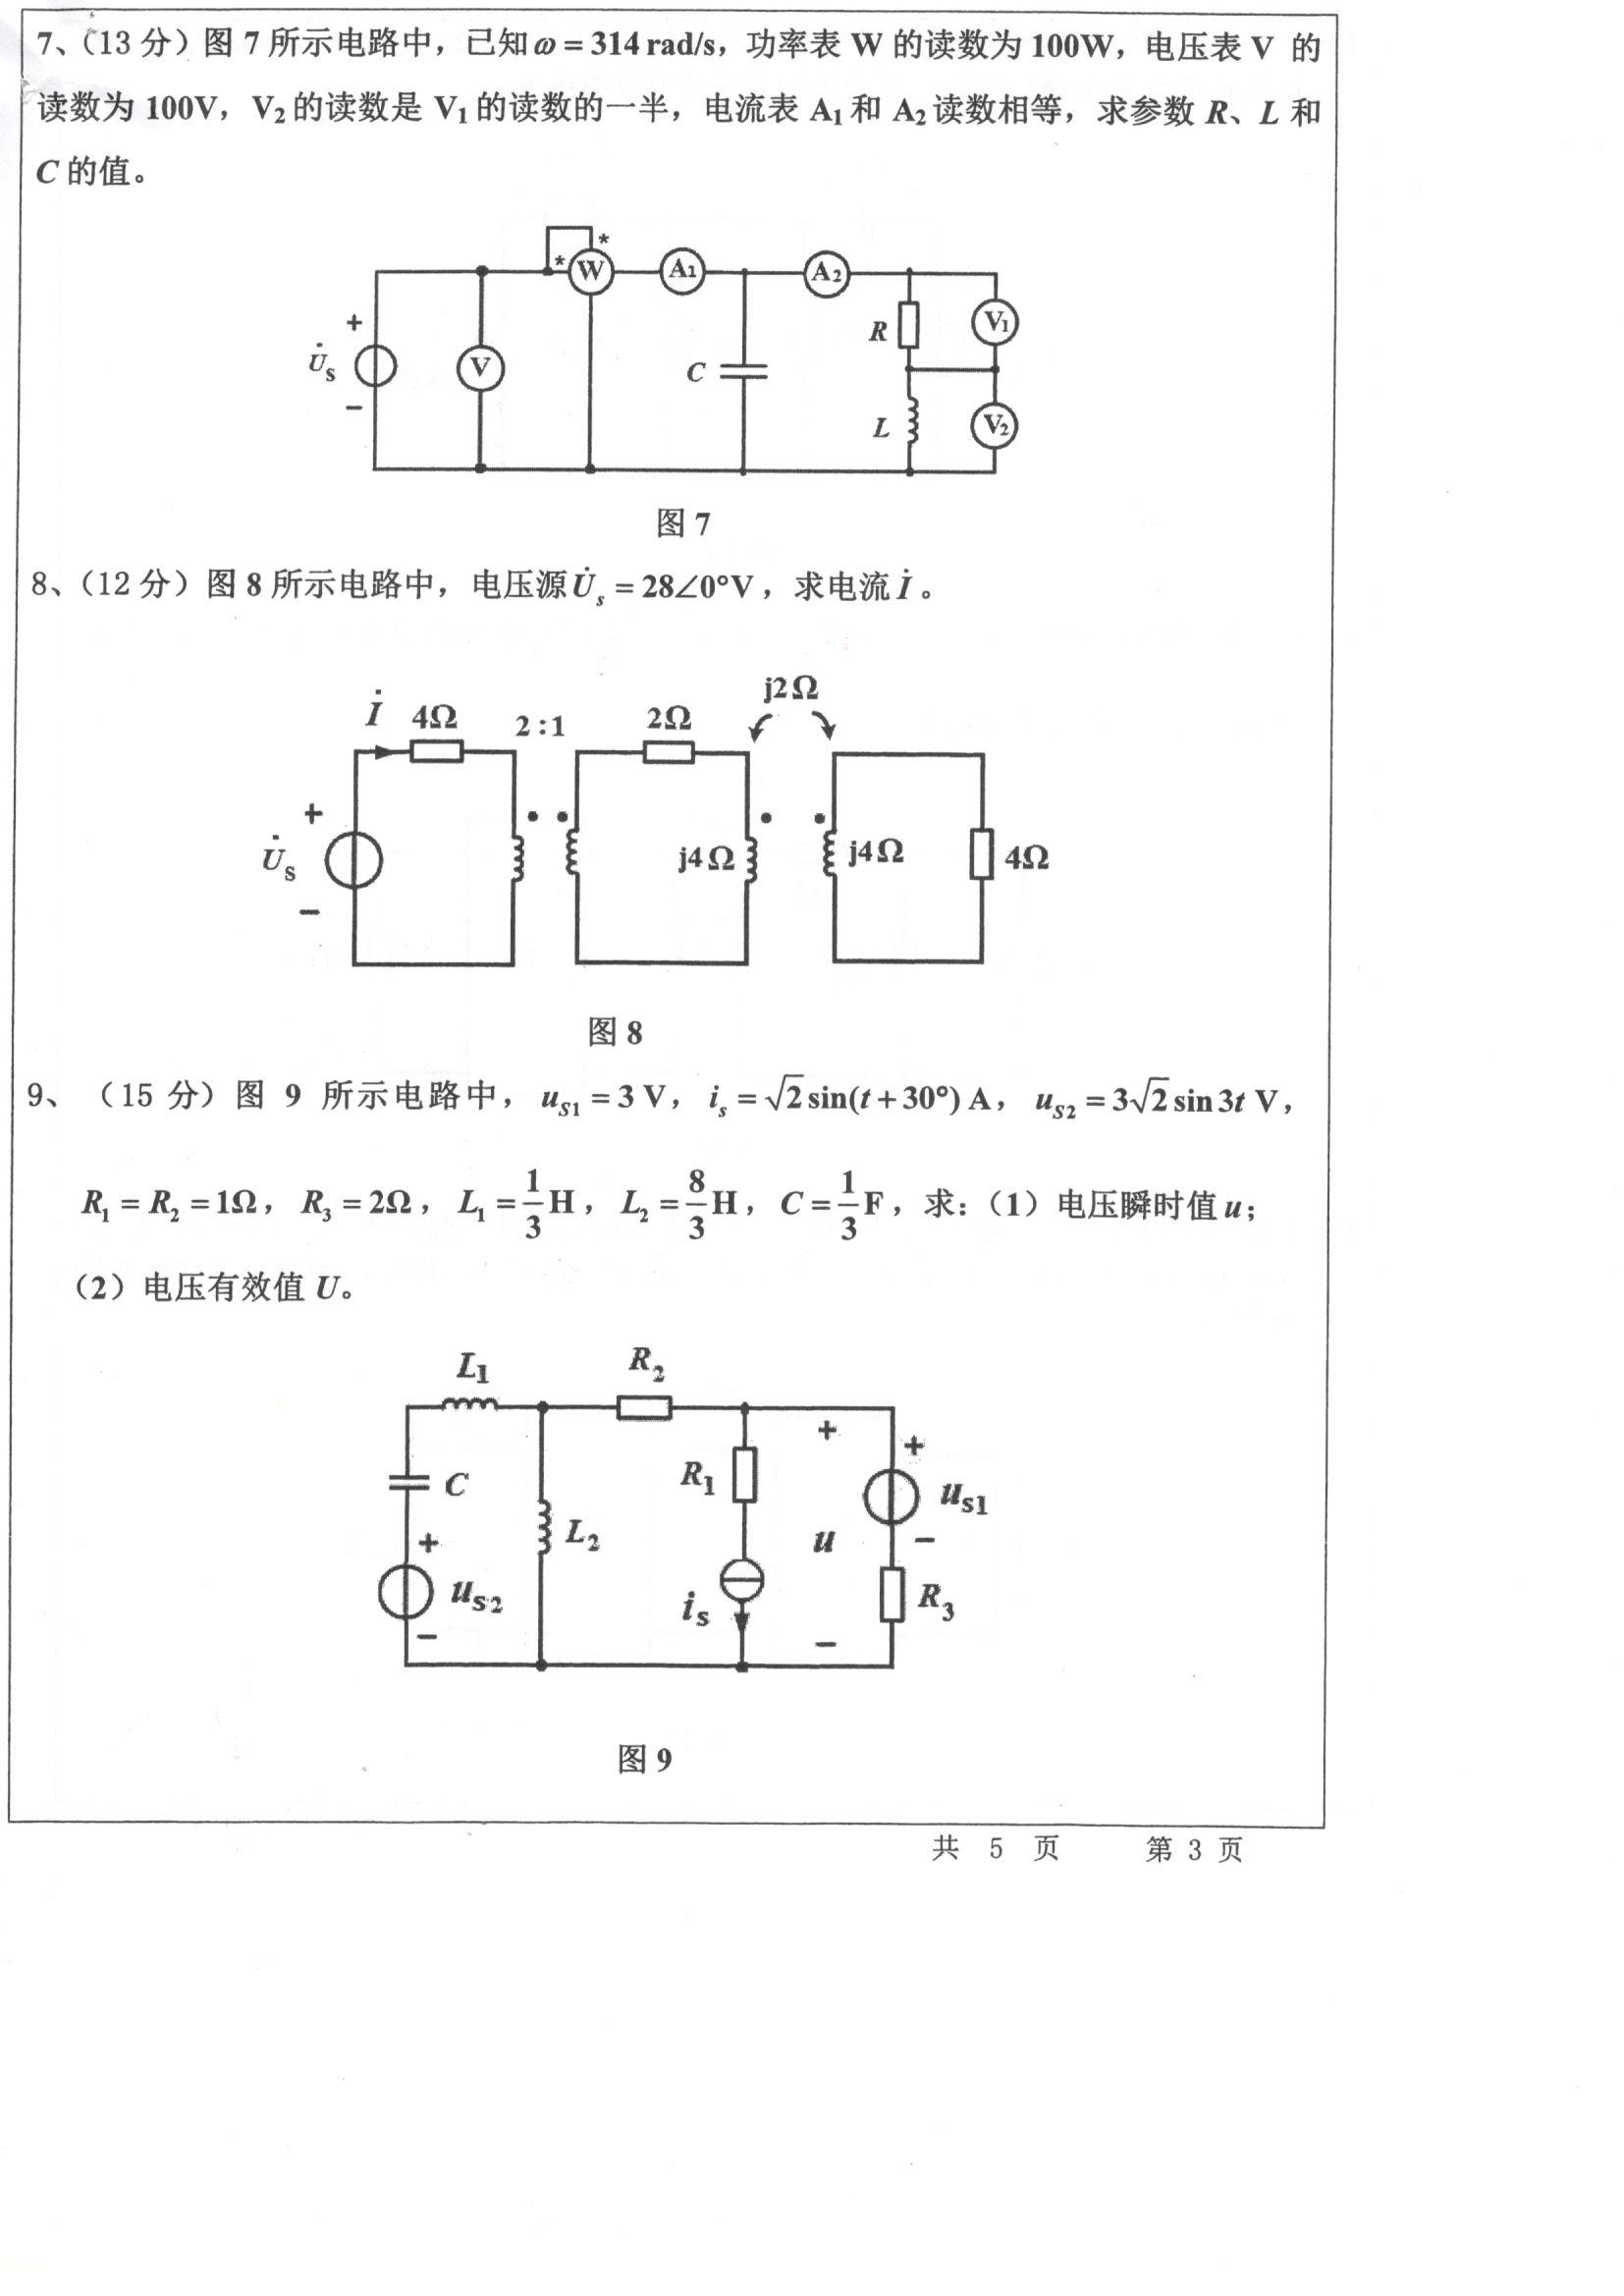 7、（13 分）图 7 所示电路中，已知 ω = 314 rad/s，功率表 W 的读数为 100W，电压表 V 的
读数为 100V，V₂ 的读数是 V₁ 的读数的一半，电流表 A₁ 和 A₂ 读数相等，求参数 R、L 和
C 的值。
* * W A₁ A₂
+ U̇s − V C R V₁
L V₂
图 7
8、（12 分）图 8 所示电路中，电压源 U̇s = 28∠0°V，求电流 İ。
j2Ω
İ 4Ω 2:1 2Ω
+ U̇s − j4Ω j4Ω 4Ω
图 8
9、（15 分）图 9 所示电路中，uS1 = 3 V，is = √2 sin(t + 30°) A，uS2 = 3√2 sin 3t V，
R₁ = R₂ = 1Ω，R₃ = 2Ω，L₁ = 1/3 H，L₂ = 8/3 H，C = 1/3 F，求：（1）电压瞬时值 u；
（2）电压有效值 U。
L₁ R₂
C R₁ + + us1 −
+ us2 − L₂ is u − R₃
图 9
共 5 页 第 3 页